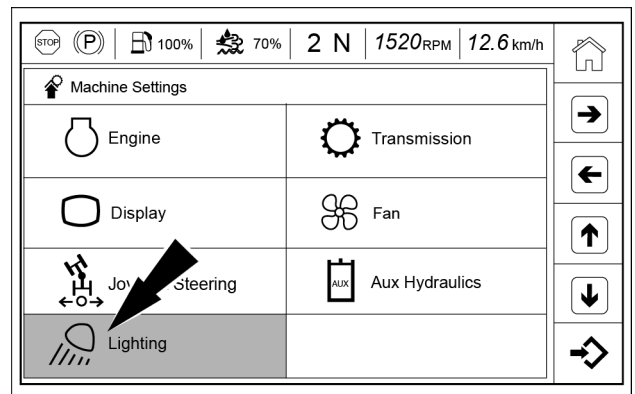 STOP P 100% 70% 2 N 1520RPM 12.6 km/h
Machine Settings
Engine Transmission
Display Fan
Steering AUX Aux Hydraulics
Lighting